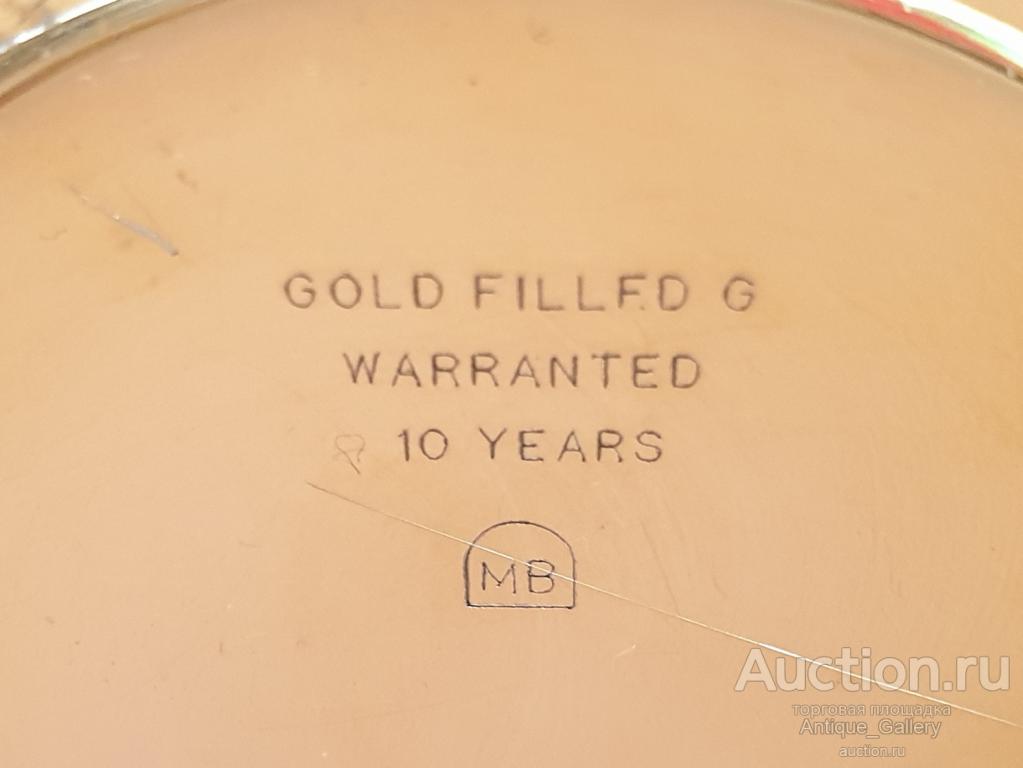 GOLD FILLED G
WARRANTED
10 YEARS
MB
Auction.ru
торговая площадка
Antique_Gallery
auction.ru